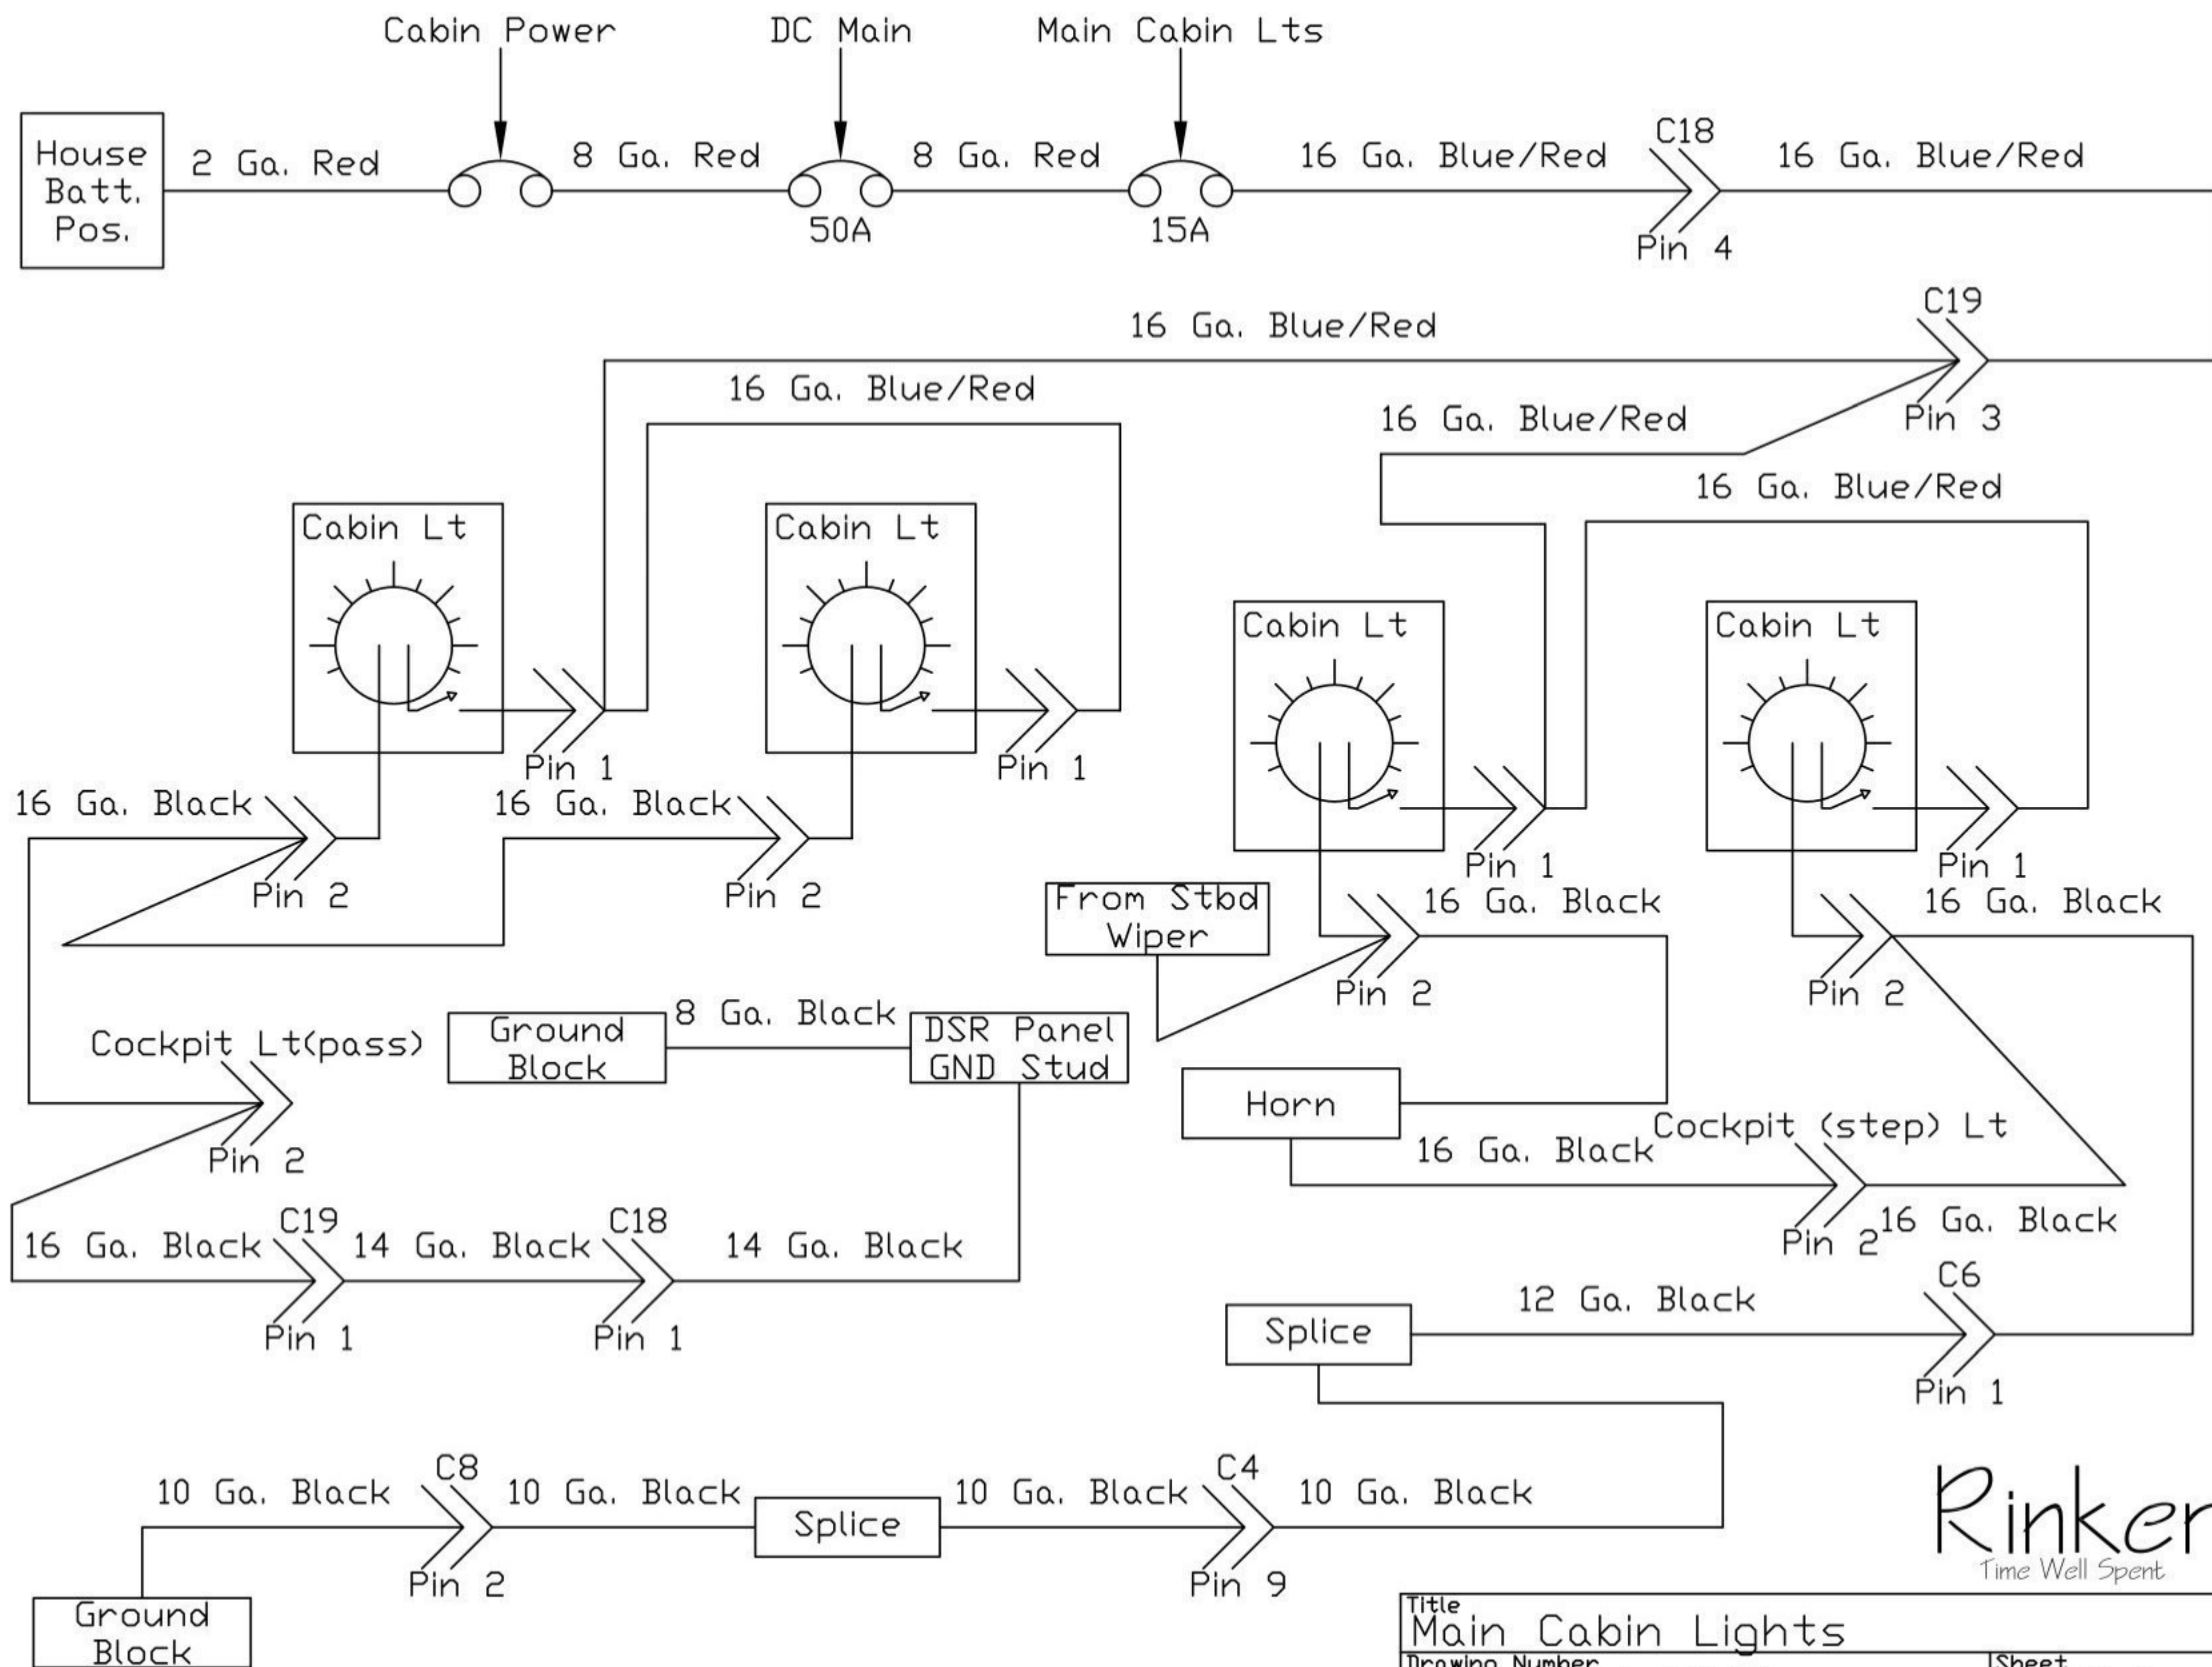 Cabin Power
DC Main
Main Cabin Lts
House
Batt.
Pos.
2 Ga. Red
8 Ga. Red
8 Ga. Red
16 Ga. Blue/Red
C18
16 Ga. Blue/Red
50A
15A
Pin 4
C19
16 Ga. Blue/Red
16 Ga. Blue/Red
16 Ga. Blue/Red
Pin 3
16 Ga. Blue/Red
Cabin Lt
Cabin Lt
Cabin Lt
Cabin Lt
Pin 1
Pin 1
16 Ga. Black
16 Ga. Black
Pin 1
Pin 1
Pin 2
Pin 2
From Stbd
Wiper
16 Ga. Black
16 Ga. Black
Pin 2
Pin 2
Cockpit Lt(pass)
Ground
Block
8 Ga. Black
DSR Panel
GND Stud
Horn
Cockpit (step) Lt
16 Ga. Black
Pin 2
16 Ga. Black
Pin 2
16 Ga. Black
C19
14 Ga. Black
C18
14 Ga. Black
Pin 1
Pin 1
Splice
12 Ga. Black
C6
Pin 1
10 Ga. Black
C8
10 Ga. Black
Splice
10 Ga. Black
C4
10 Ga. Black
Pin 2
Pin 9
Ground
Block
Rinker
Time Well Spent
Title
Main Cabin Lights
Drawing Number
Sheet